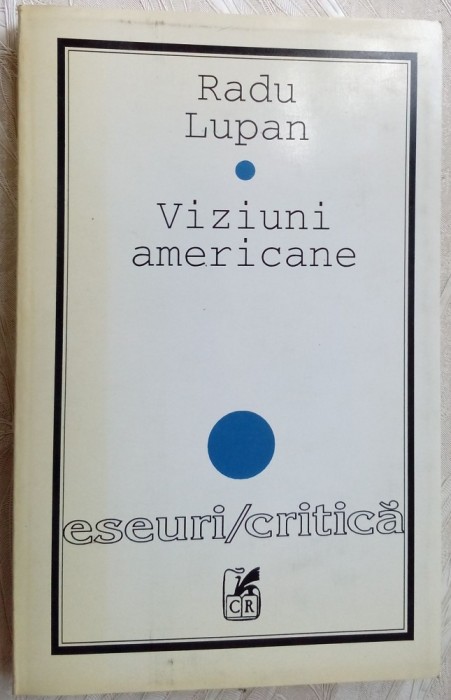 Radu
Lupan
Viziuni
americane
eseuri/critică
CR